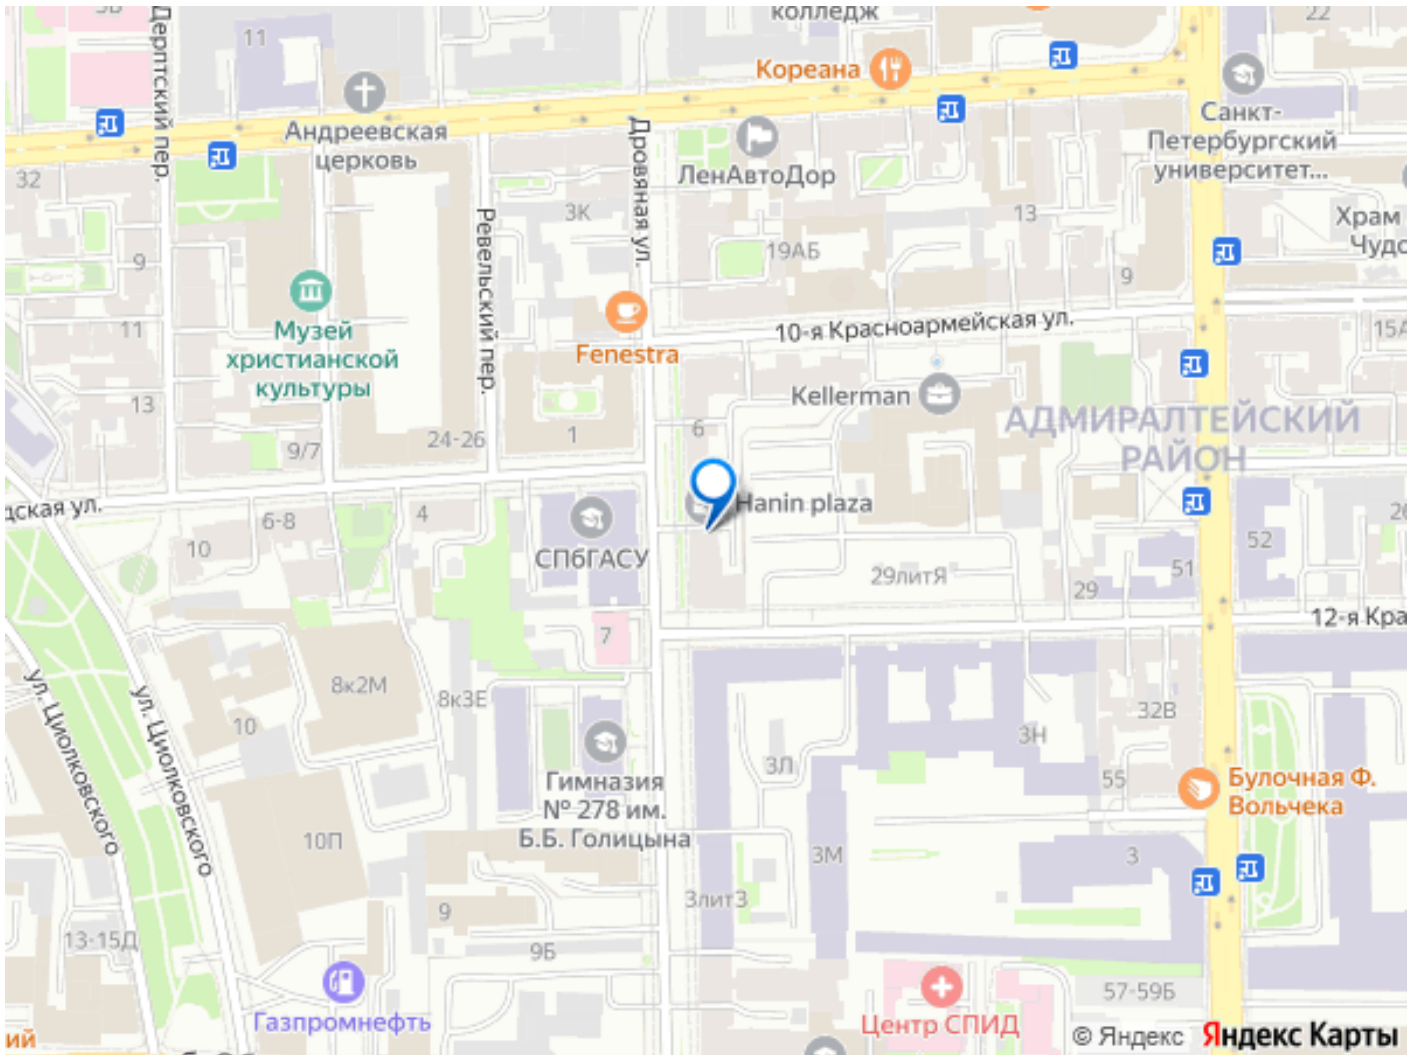 колледж
22
11
Кореана
Дерптский пер.
Андреевская
церковь
Дровяная ул.
ЛенАвтоДор
Санкт-
Петербургский
университет...
32
3К
13
Храм
Чудо
Ревельский пер.
9
19АБ
9
Музей
христианской
культуры
11
Fenestra
10-я Красноармейская ул.
15А
Kellerman
13
АДМИРАЛТЕЙСКИЙ
РАЙОН
24-26
1
6
9/7
дская ул.
6-8
4
Hanin plaza
26
10
СПбГАСУ
52
29литЯ
51
29
12-я Кра
7
ул. Циолковского
ул. Циолковского
8к2М
8к3Е
10
32В
3Н
3Л
55
Гимназия
№ 278 им.
Б.Б. Голицына
Булочная Ф.
Вольчека
10П
3М
3
3литЗ
9
13-15Д
9Б
57-59Б
Газпромнефть
Центр СПИД
ий
© Яндекс
Яндекс Карты